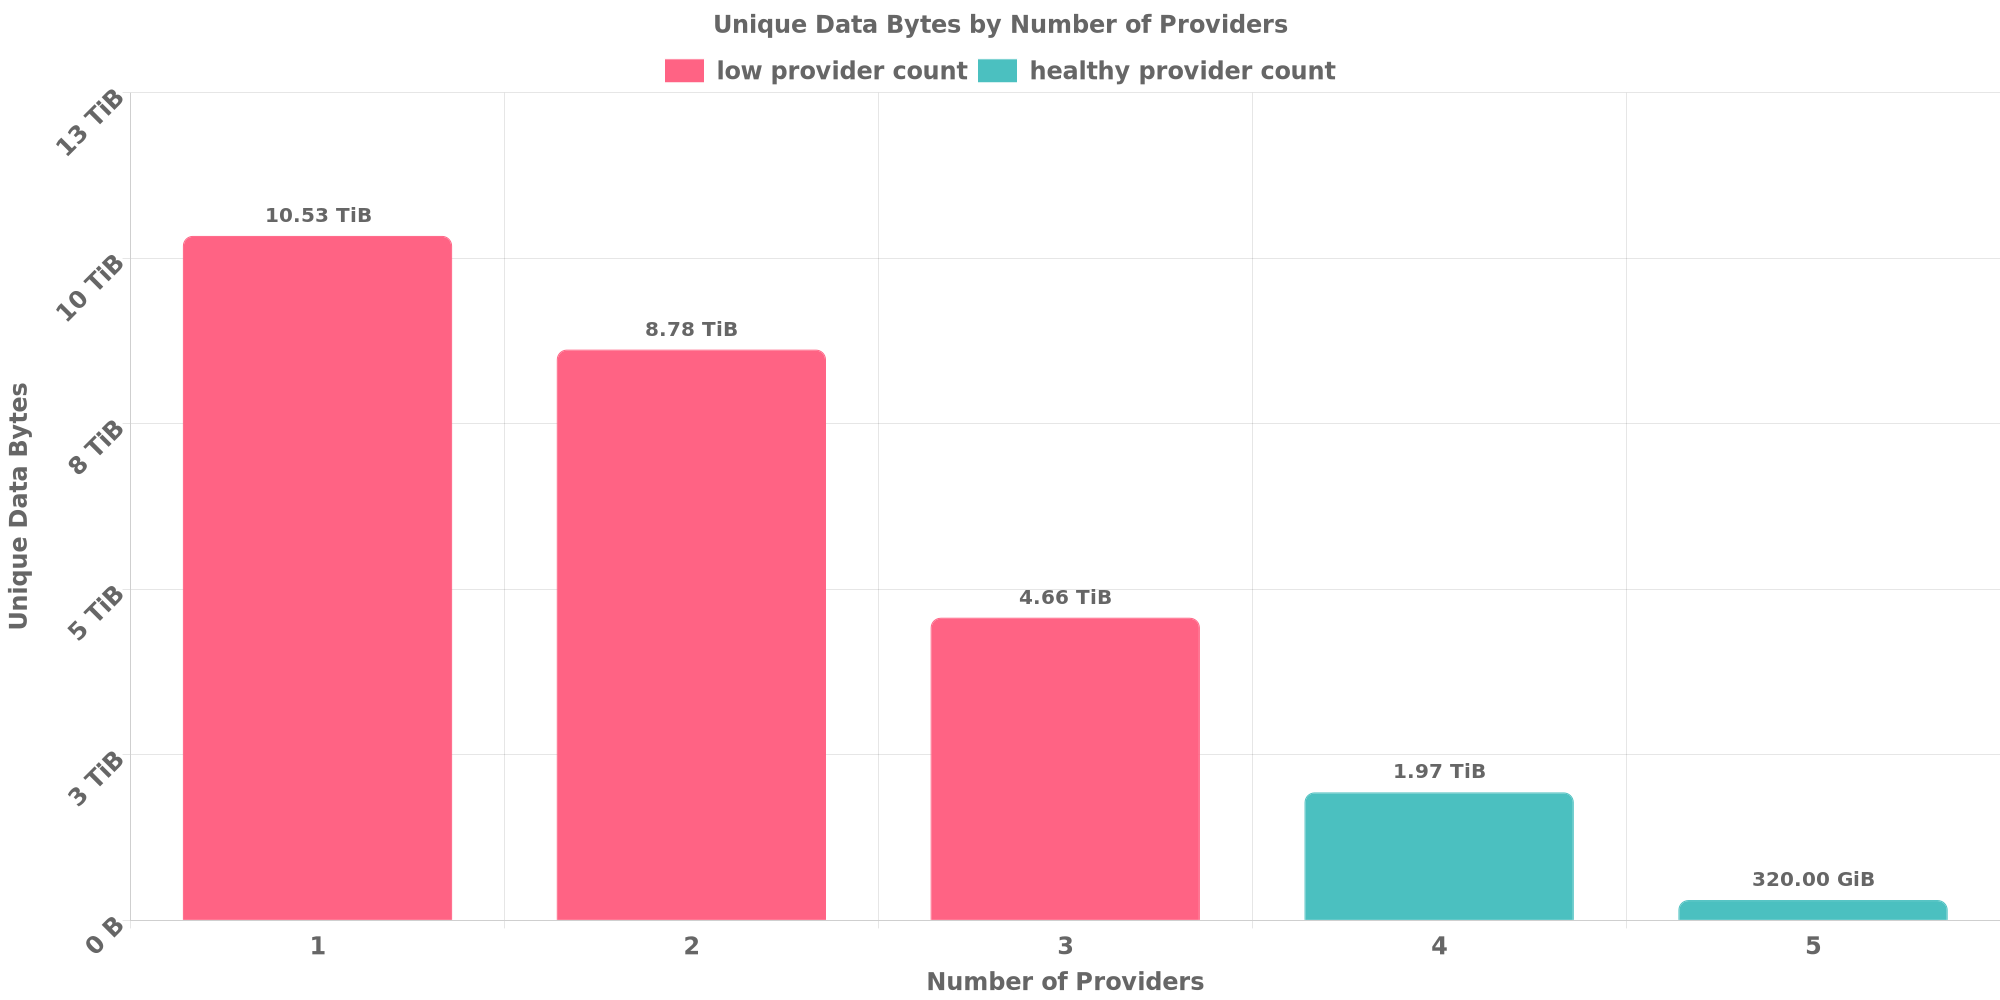 Unique Data Bytes by Number of Providers
low provider count healthy provider count
13 TiB
10 TiB
8 TiB
5 TiB
3 TiB
0 B
Unique Data Bytes
10.53 TiB
8.78 TiB
4.66 TiB
1.97 TiB
320.00 GiB
1 2 3 4 5
Number of Providers